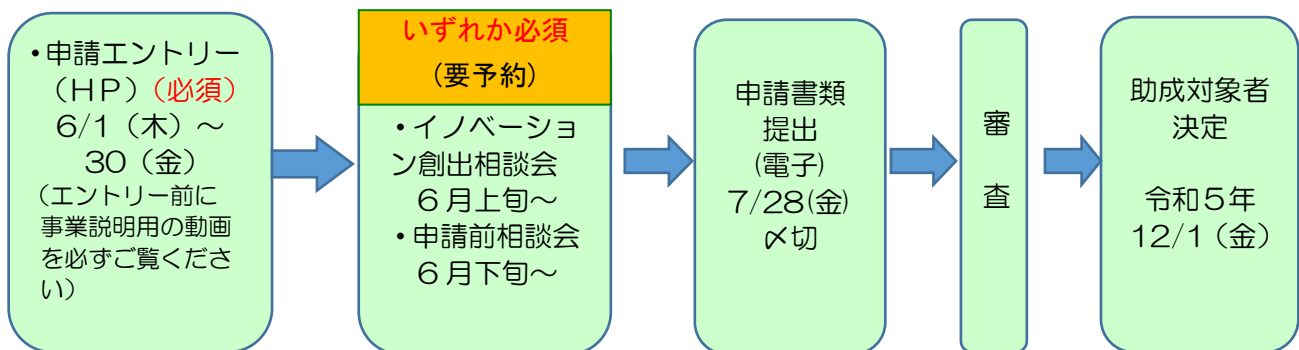 ・申請エントリー
（ＨＰ）（必須）
６/１（木）～
３０（金）
（エントリー前に
事業説明用の動画
を必ずご覧くださ
い）
いずれか必須
（要予約）
・イノベーショ
ン創出相談会
６月上旬～
・申請前相談会
６月下旬～
申請書類
提出
(電子)
７/２８(金)
〆切
審
査
助成対象者
決定
令和５年
１２/１（金）